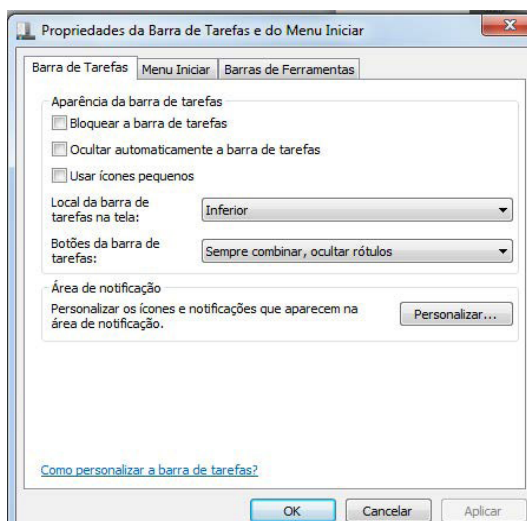 Propriedades da Barra de Tarefas e do Menu Iniciar
Barra de Tarefas Menu Iniciar Barras de Ferramentas
Aparência da barra de tarefas
Bloquear a barra de tarefas
Ocultar automaticamente a barra de tarefas
Usar ícones pequenos
Local da barra de
tarefas na tela:
Inferior
Botões da barra de
tarefas:
Sempre combinar, ocultar rótulos
Área de notificação
Personalizar os ícones e notificações que aparecem na
área de notificação.
Personalizar...
Como personalizar a barra de tarefas?
OK Cancelar Aplicar